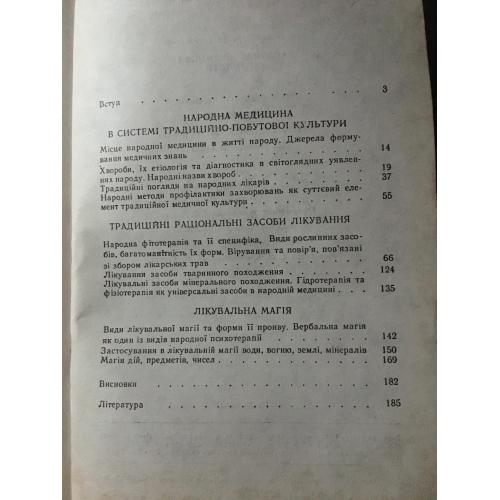 Вступ . . . . . . . . . . . . . 3
НАРОДНА МЕДИЦИНА
В СИСТЕМІ ТРАДИЦІЙНО-ПОБУТОВОЇ КУЛЬТУРИ
Місце народної медицини в житті народу. Джерела форму-
вання медичних знань . . . . . . . . . . 14
Хвороби, їх етіологія та діагностика в світоглядних уявлен-
нях народу. Народні назви хвороб . . . . . . . . 19
Традиційні погляди на народних лікарів . . . . . . 37
Народні методи профілактики захворювань як суттєвий еле-
мент традиційної медичної культури . . . . . . . . 55
ТРАДИЦІЙНІ РАЦІОНАЛЬНІ ЗАСОБИ ЛІКУВАННЯ
Народна фітотерапія та її специфіка, Види рослинних засо-
бів, багатоманітність їх форм. Вірування та повір'я, пов'язані
зі збором лікарських трав . . . . . . . . . 66
Лікування засоби тваринного походження . . . . . . 124
Лікувальні засоби мінерального походження. Гідротерапія та
фізіотерапія як універсальні засоби в народній медицині . . . 135
ЛІКУВАЛЬНА МАГІЯ
Види лікувальної магії та форми її прояву. Вербальна магія
як один із видів народної психотерапії . . . . . . 142
Застосування в лікувальній магії води, вогню, землі, мінералів 150
Магія дій, предметів, чисел . . . . . . . . . 169
Висновки . . . . . . . . . . . . 182
Література . . . . . . . . . . . . 185